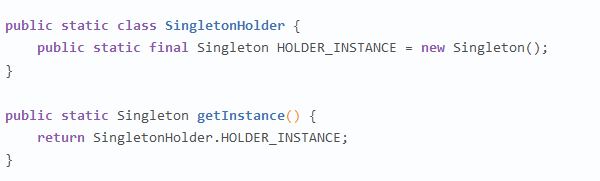 public static class SingletonHolder {
    public static final Singleton HOLDER_INSTANCE = new Singleton();
}

public static Singleton getInstance() {
    return SingletonHolder.HOLDER_INSTANCE;
}